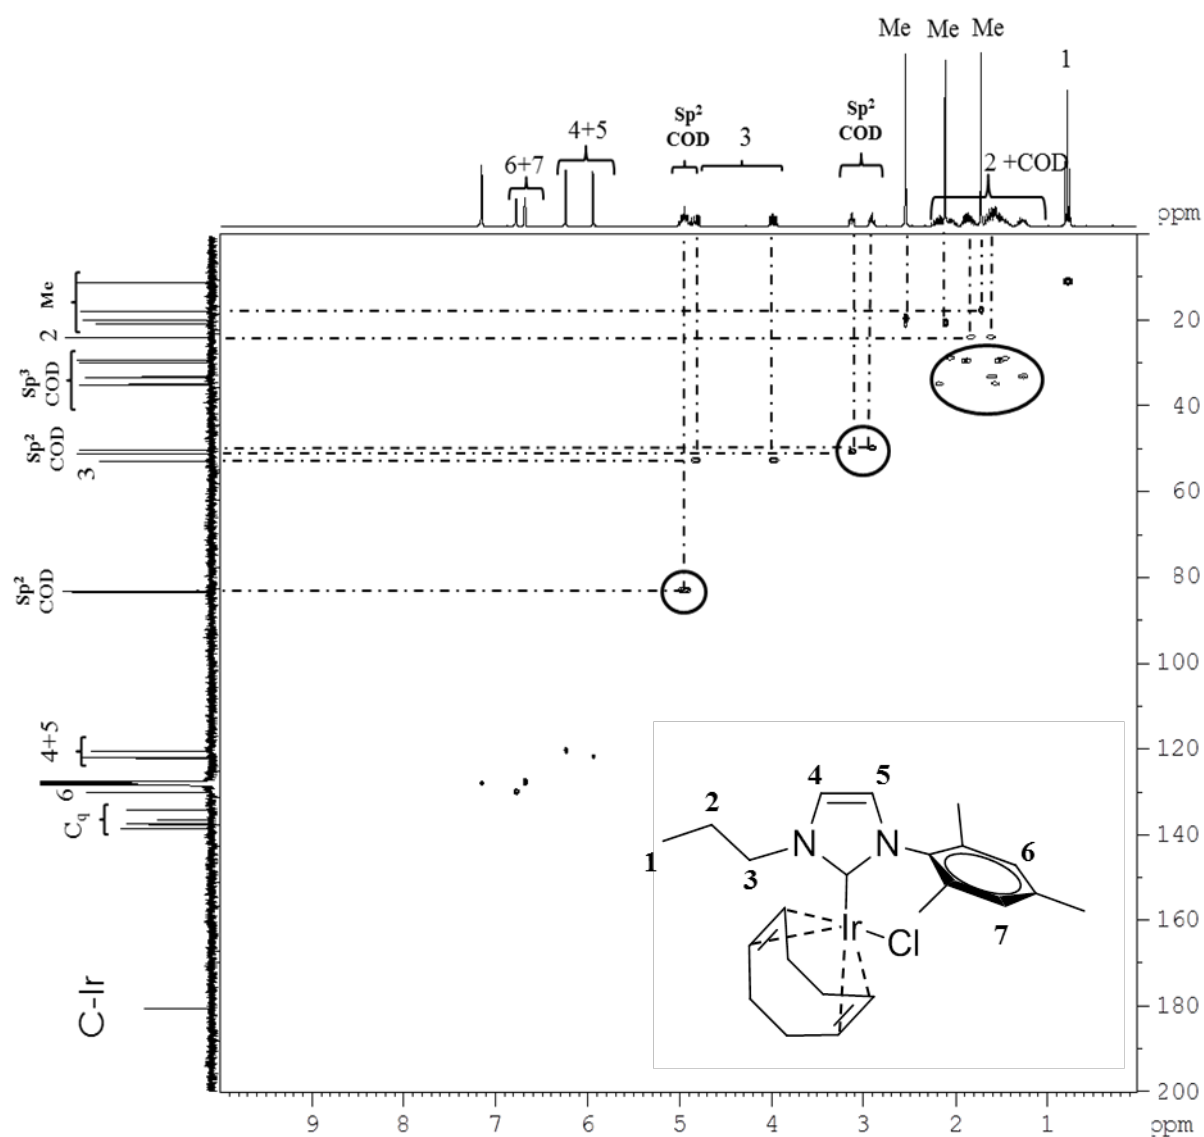 Me Me Me
1
Sp² COD
4+5
3
Sp² COD
6+7
2 +COD
ppm
Me
2
Sp³ COD
Sp² COD
3
Sp² COD
4+5
6
Cq
C-Ir
20
40
60
80
100
120
140
160
180
200
4 5
2
N N
1
3
6
7
Ir Cl
9 8 7 6 5 4 3 2 1 ppm